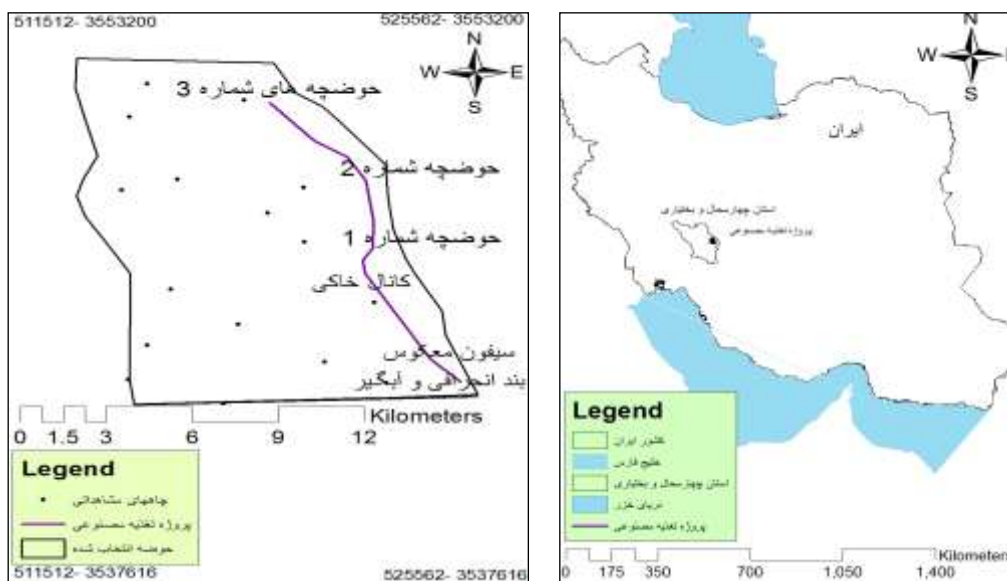 511512- 3553200
525562- 3553200
N
W E
S
حوضچه های شماره 3
حوضچه شماره 2
حوضچه شماره 1
کانال خاکی
سیفون معکوس
بند انحرافی و آبگیر
Kilometers
0 1.5 3 6 9 12
Legend
چاههای مشاهداتی
پروژه تغذیه مصنوعی
حوضه انتخاب شده
511512- 3537616
525562- 3537616
N
W E
S
ایران
استان چهارمحال و بختیاری
پروژه تغذیه مصنوعی
Legend
کشور ایران
خلیج فارس
استان چهارمحال و بختیاری
دریای خزر
پروژه تغذیه مصنوعی
Kilometers
0 175 350 700 1,050 1,400